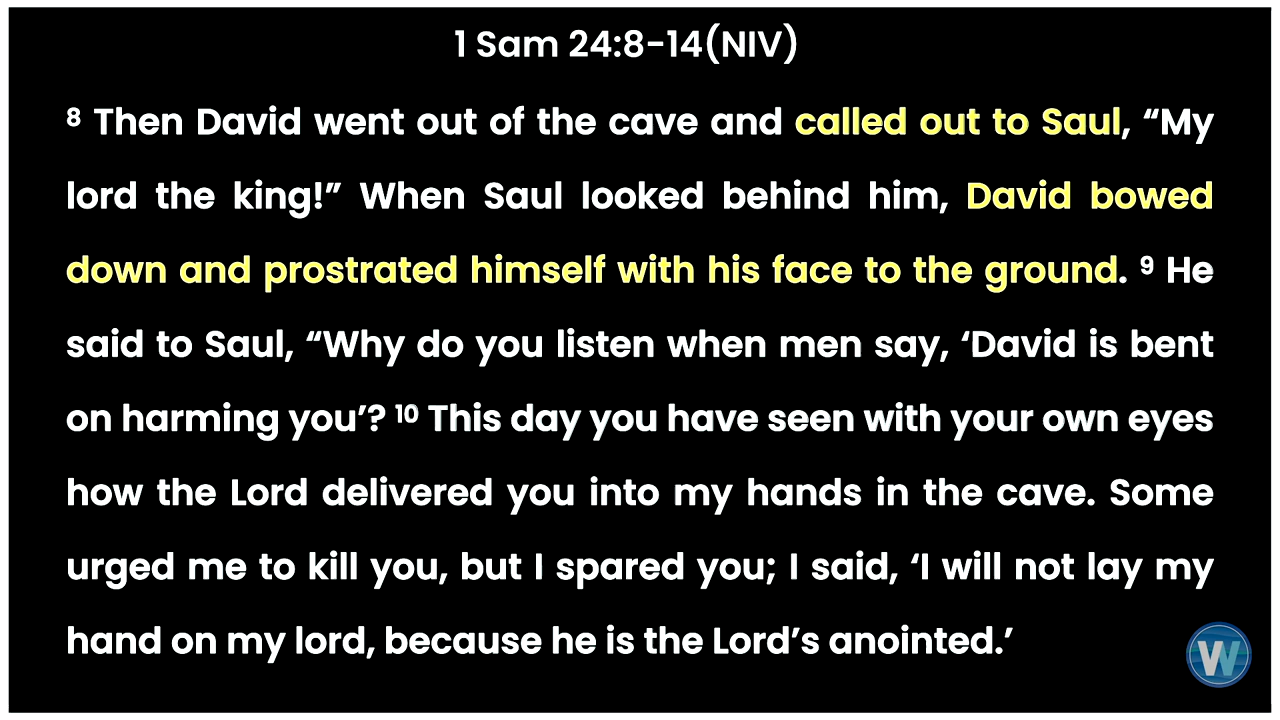 1 Sam 24:8-14(NIV)
8 Then David went out of the cave and called out to Saul, “My
lord the king!” When Saul looked behind him, David bowed
down and prostrated himself with his face to the ground. 9 He
said to Saul, “Why do you listen when men say, ‘David is bent
on harming you’? 10 This day you have seen with your own eyes
how the Lord delivered you into my hands in the cave. Some
urged me to kill you, but I spared you; I said, ‘I will not lay my
hand on my lord, because he is the Lord’s anointed.’
W